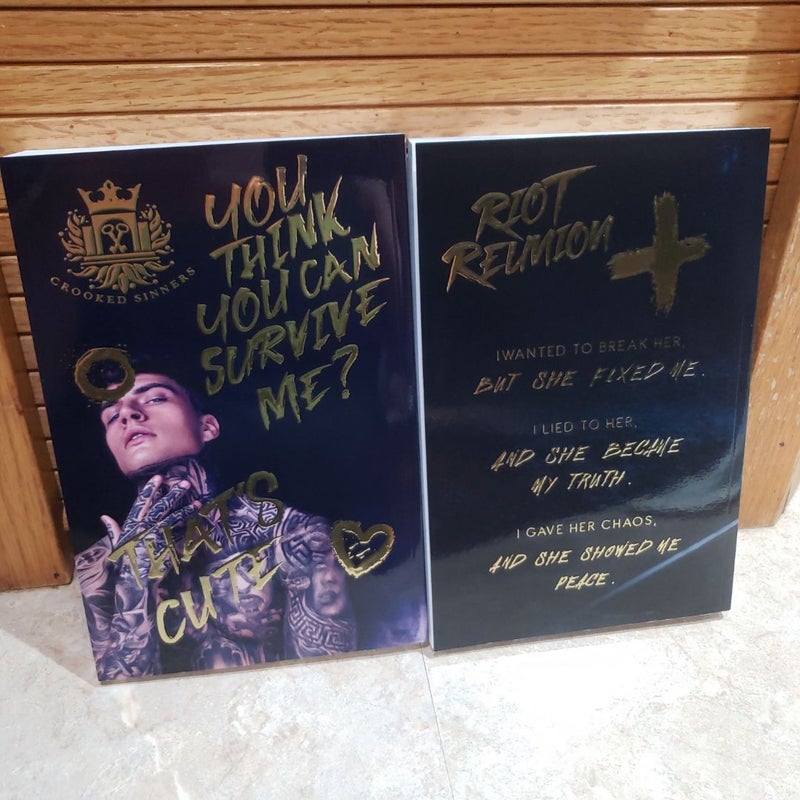 CROOKED SINNERS
YOU
THINK
YOU CAN
SURVIVE
ME?
THAT'S
CUTE
RIOT
REUNION
I WANTED TO BREAK HER,
BUT SHE FIXED ME.
I LIED TO HER,
AND SHE BECAME
MY TRUTH.
I GAVE HER CHAOS,
AND SHE SHOWED ME
PEACE.